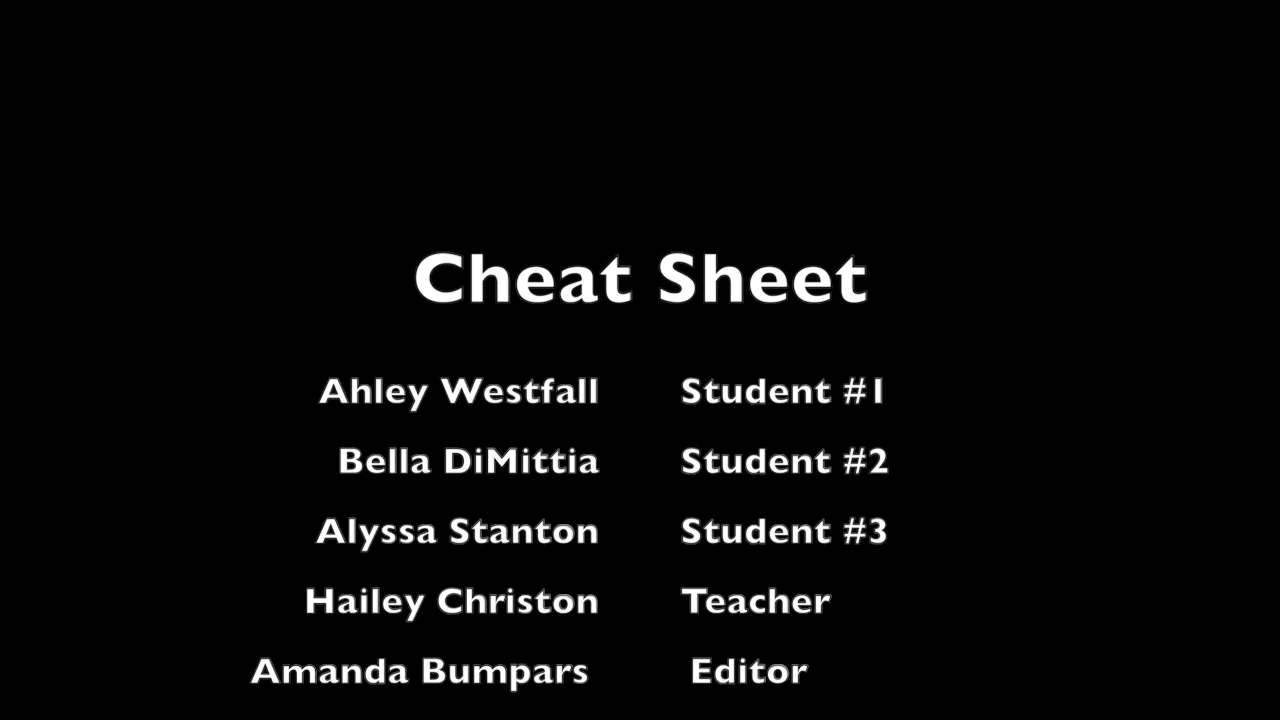 Cheat Sheet
Ahley Westfall Student #1
Bella DiMittia Student #2
Alyssa Stanton Student #3
Hailey Christon Teacher
Amanda Bumpars Editor